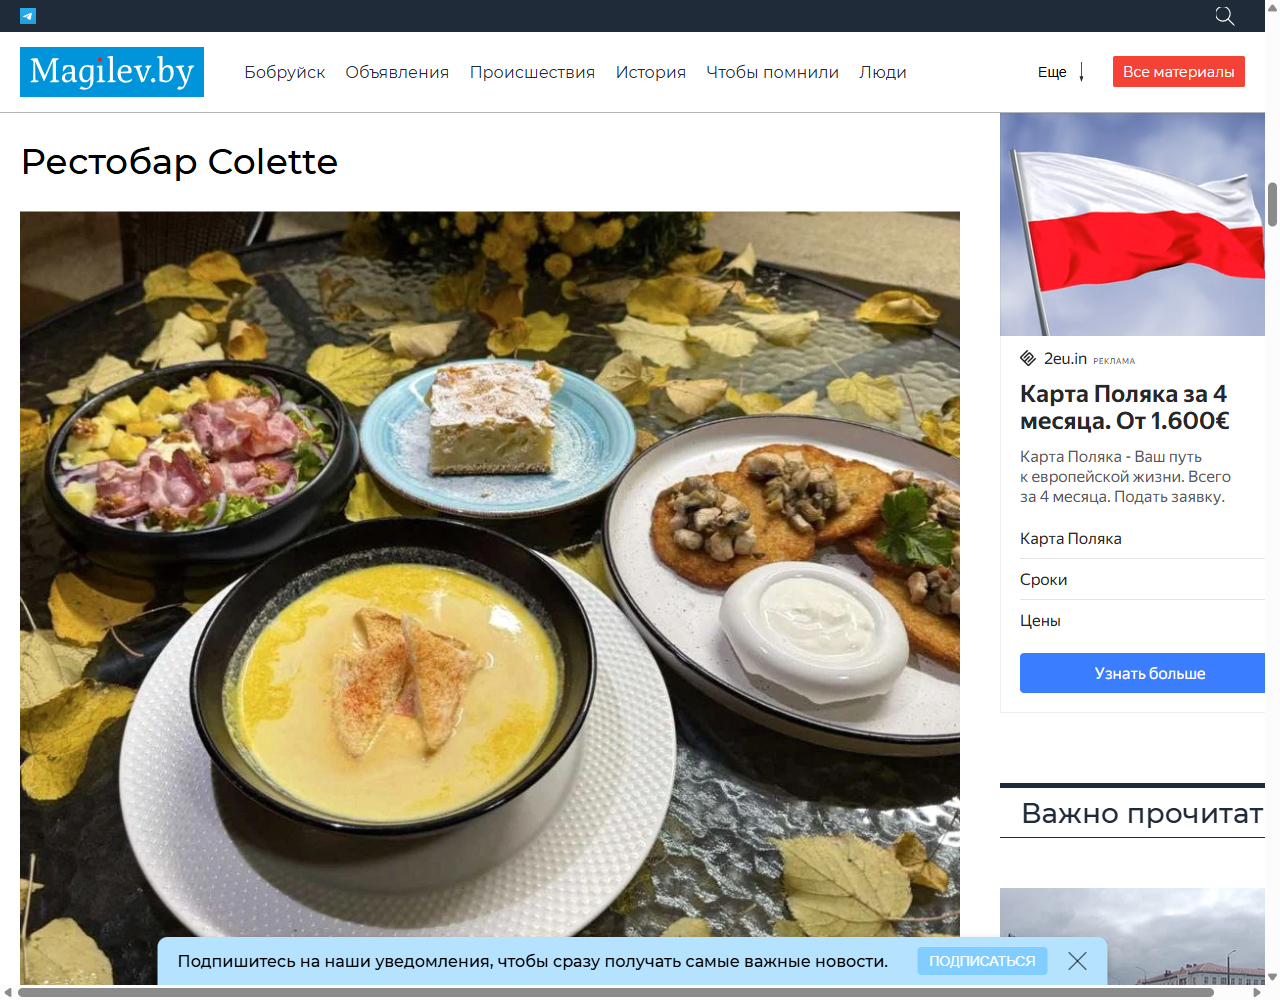 Magilev.by
Бобруйск Объявления Происшествия История Чтобы помнили Люди
Еще
Все материалы
Рестобар Colette
2eu.in РЕКЛАМА
Карта Поляка за 4
месяца. От 1.600€
Карта Поляка - Ваш путь
к европейской жизни. Всего
за 4 месяца. Подать заявку.
Карта Поляка
Сроки
Цены
Узнать больше
Важно прочитат
Подпишитесь на наши уведомления, чтобы сразу получать самые важные новости.
ПОДПИСАТЬСЯ